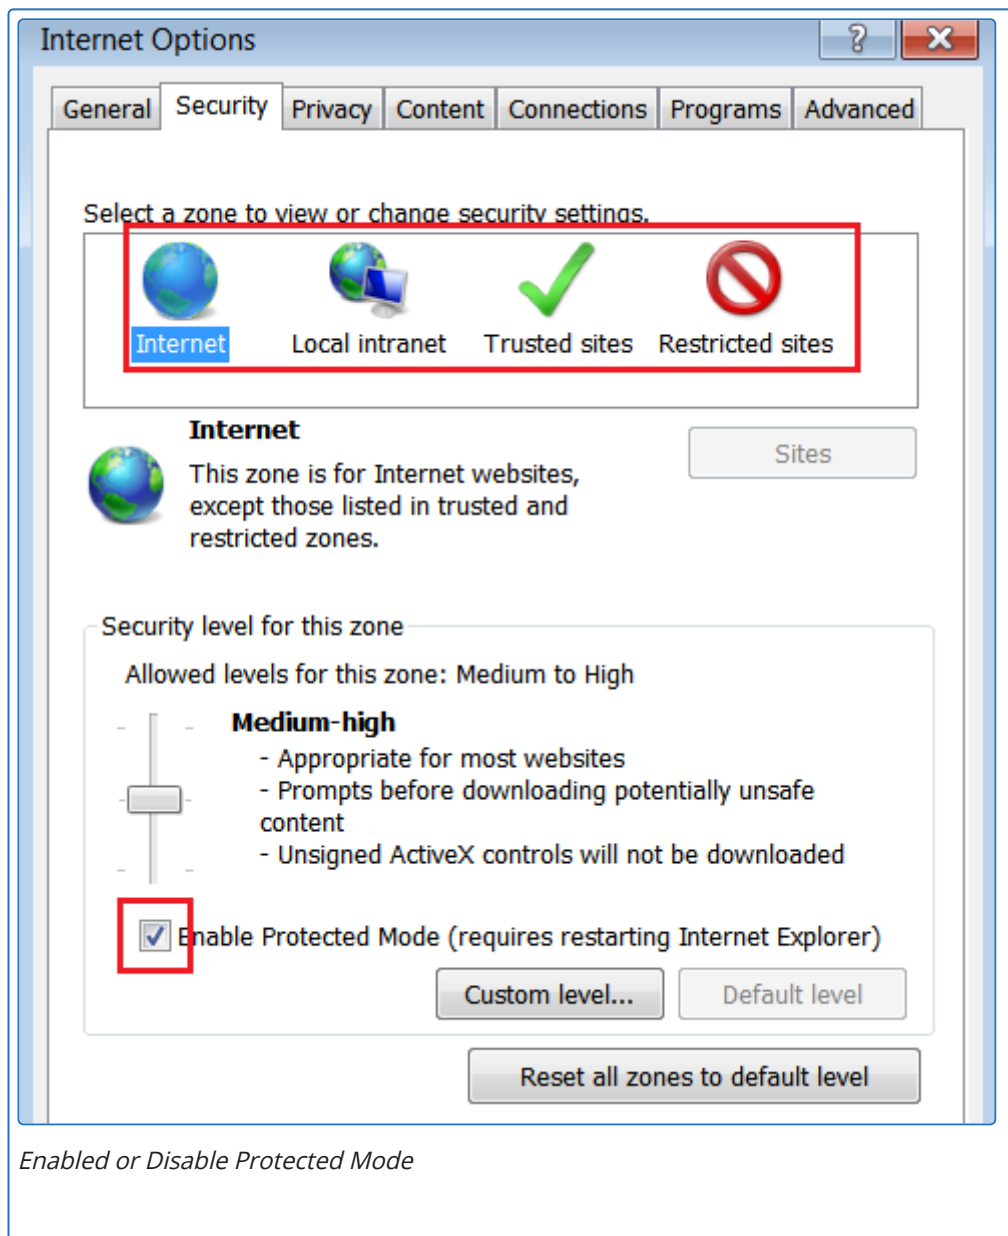 Internet Options
General Security Privacy Content Connections Programs Advanced
Select a zone to view or change security settings.
Internet Local intranet Trusted sites Restricted sites
Internet
Sites
This zone is for Internet websites,
except those listed in trusted and
restricted zones.
Security level for this zone
Allowed levels for this zone: Medium to High
Medium-high
- Appropriate for most websites
- Prompts before downloading potentially unsafe
content
- Unsigned ActiveX controls will not be downloaded
Enable Protected Mode (requires restarting Internet Explorer)
Custom level... Default level
Reset all zones to default level
Enabled or Disable Protected Mode